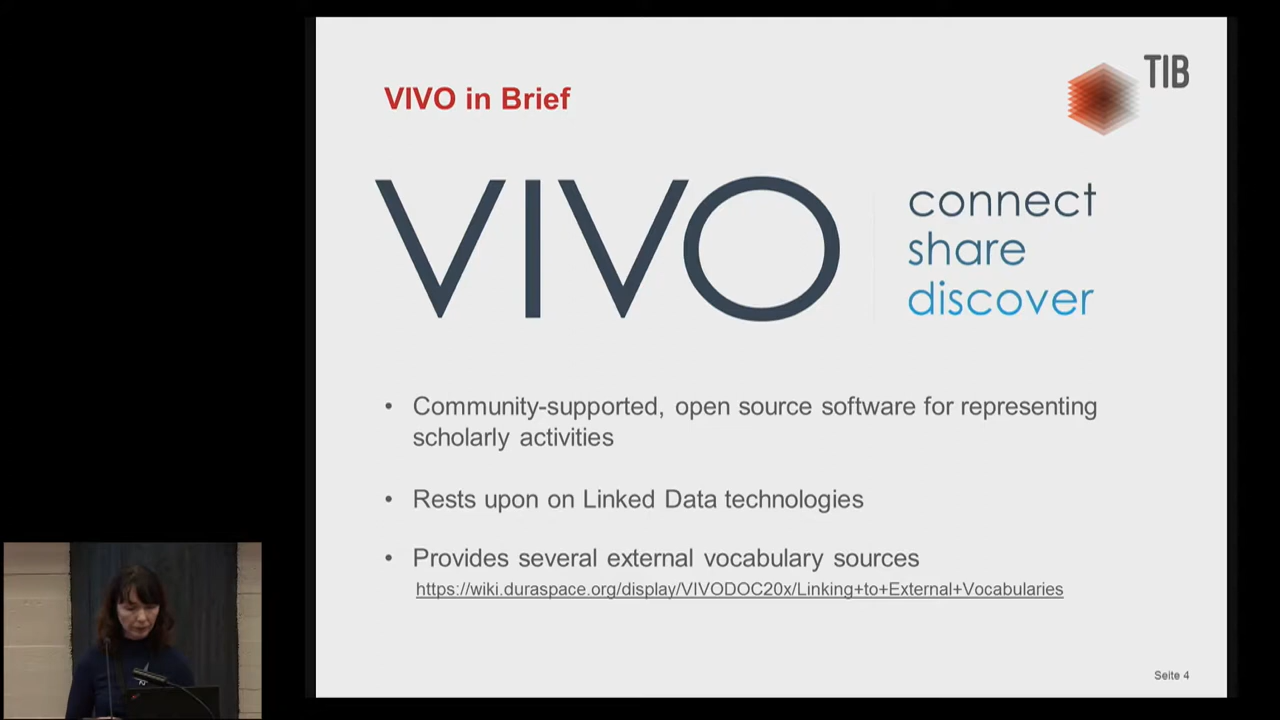 VIVO in Brief
TIB
VIVO
connect
share
discover
• Community-supported, open source software for representing
scholarly activities
• Rests upon on Linked Data technologies
• Provides several external vocabulary sources
https://wiki.duraspace.org/display/VIVODOC20x/Linking+to+External+Vocabularies
Seite 4